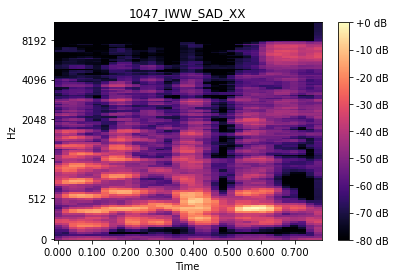 1047_IWW_SAD_XX
8192
4096
2048
1024
512
0
Hz
0.000 0.100 0.200 0.300 0.400 0.500 0.600 0.700
Time
+0 dB
-10 dB
-20 dB
-30 dB
-40 dB
-50 dB
-60 dB
-70 dB
-80 dB